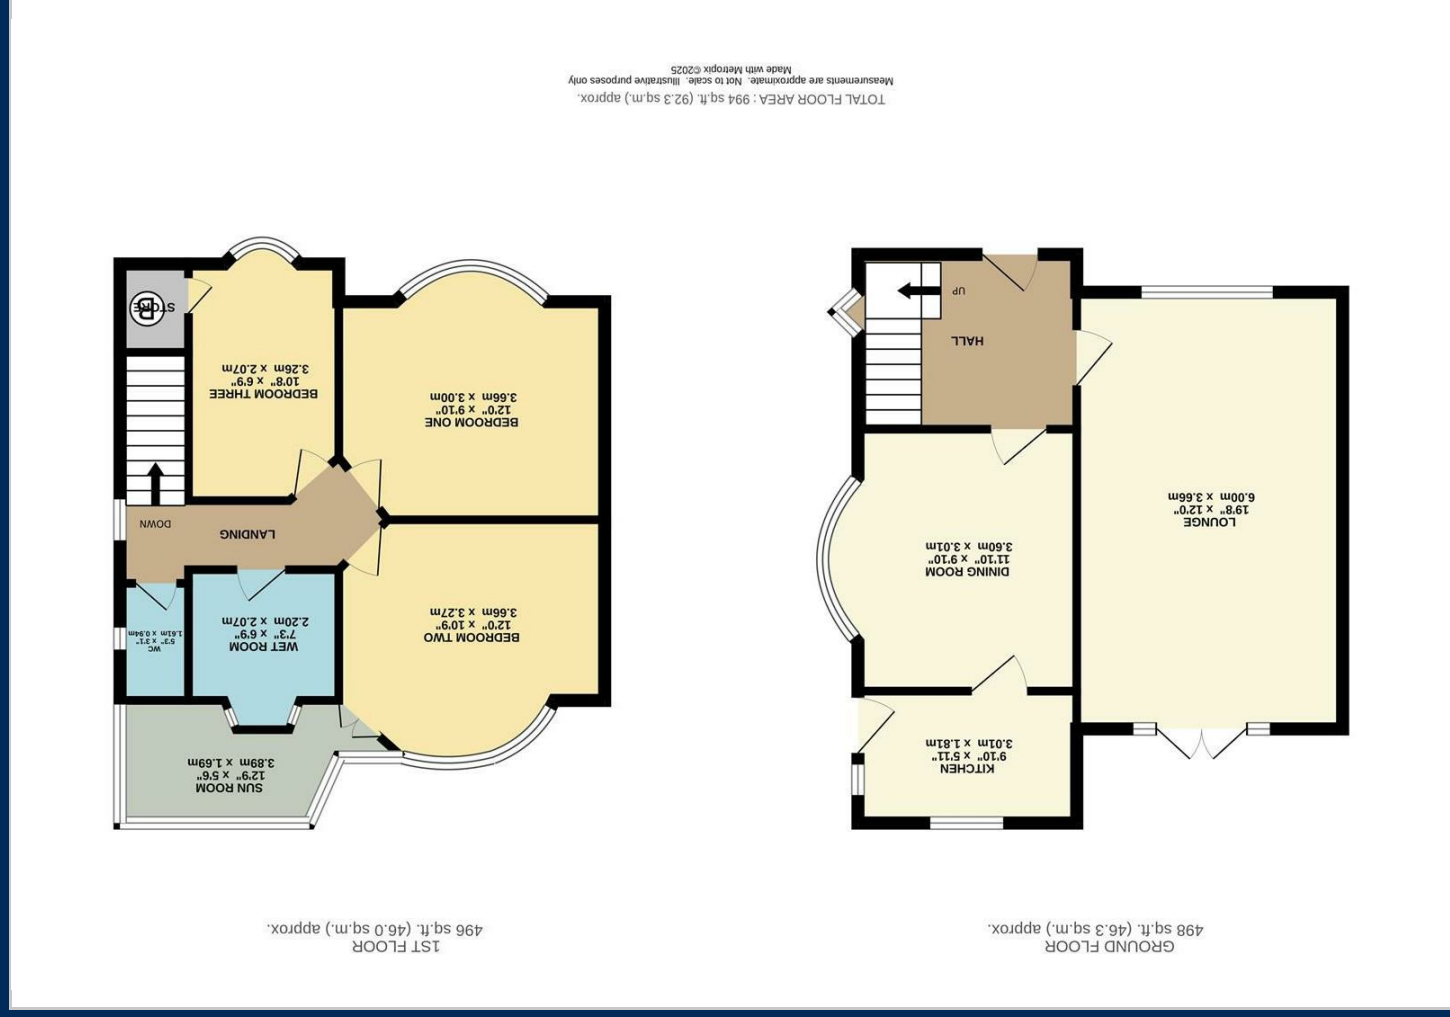 GROUND FLOOR
498 sq.ft. (46.3 sq.m.) approx.
1ST FLOOR
496 sq.ft. (46.0 sq.m.) approx.
KITCHEN
9'10" x 5'11"
3.01m x 1.81m
DINING ROOM
11'10" x 9'10"
3.60m x 3.01m
LOUNGE
19'8" x 12'0"
6.00m x 3.66m
HALL
UP
SUN ROOM
12'9" x 5'6"
3.89m x 1.69m
WET ROOM
7'3" x 6'9"
2.20m x 2.07m
WC
5'3" x 3'1"
1.61m x 0.94m
BEDROOM TWO
12'0" x 10'9"
3.66m x 3.27m
LANDING
DOWN
BEDROOM ONE
12'0" x 9'10"
3.66m x 3.00m
BEDROOM THREE
10'8" x 6'9"
3.26m x 2.07m
STORE
B
TOTAL FLOOR AREA : 994 sq.ft. (92.3 sq.m.) approx.
Measurements are approximate. Not to scale. Illustrative purposes only
Made with Metropix ©2025